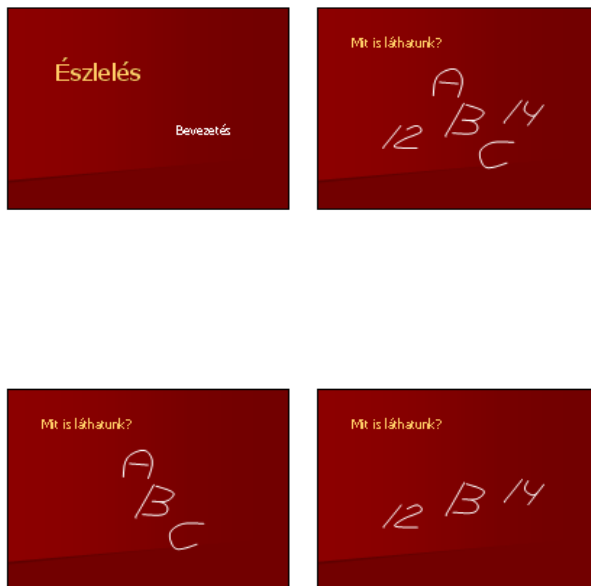 Észlelés
Bevezetés
Mit is láthatunk?
A
12 B 14
C
Mit is láthatunk?
A
B
C
Mit is láthatunk?
12 B 14